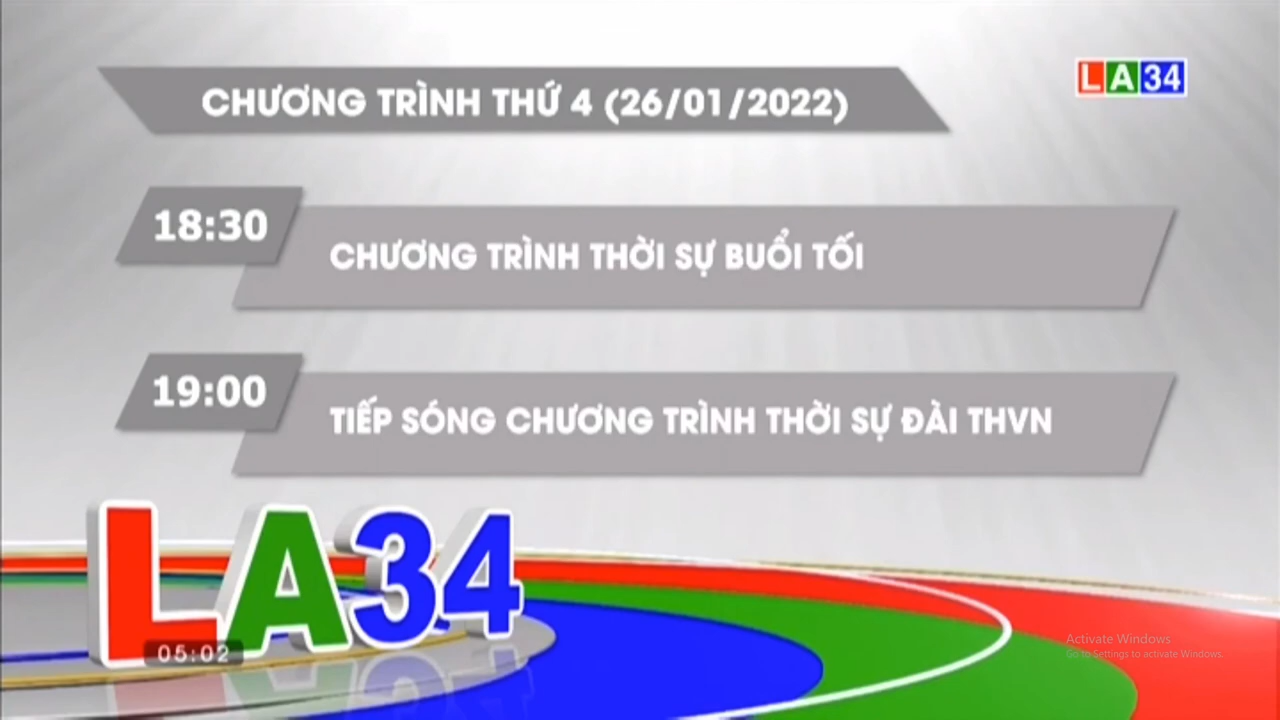 CHƯƠNG TRÌNH THỨ 4 (26/01/2022)
LA34
18:30
CHƯƠNG TRÌNH THỜI SỰ BUỔI TỐI
19:00
TIẾP SÓNG CHƯƠNG TRÌNH THỜI SỰ ĐÀI THVN
LA34
05:02
Activate Windows
Go to Settings to activate Windows.